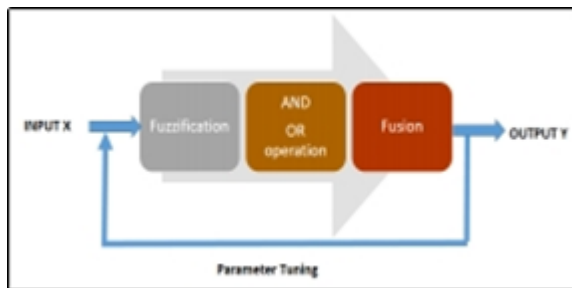 INPUT X
Fuzzification
AND
OR
operation
Fusion
OUTPUT Y
Parameter Tuning